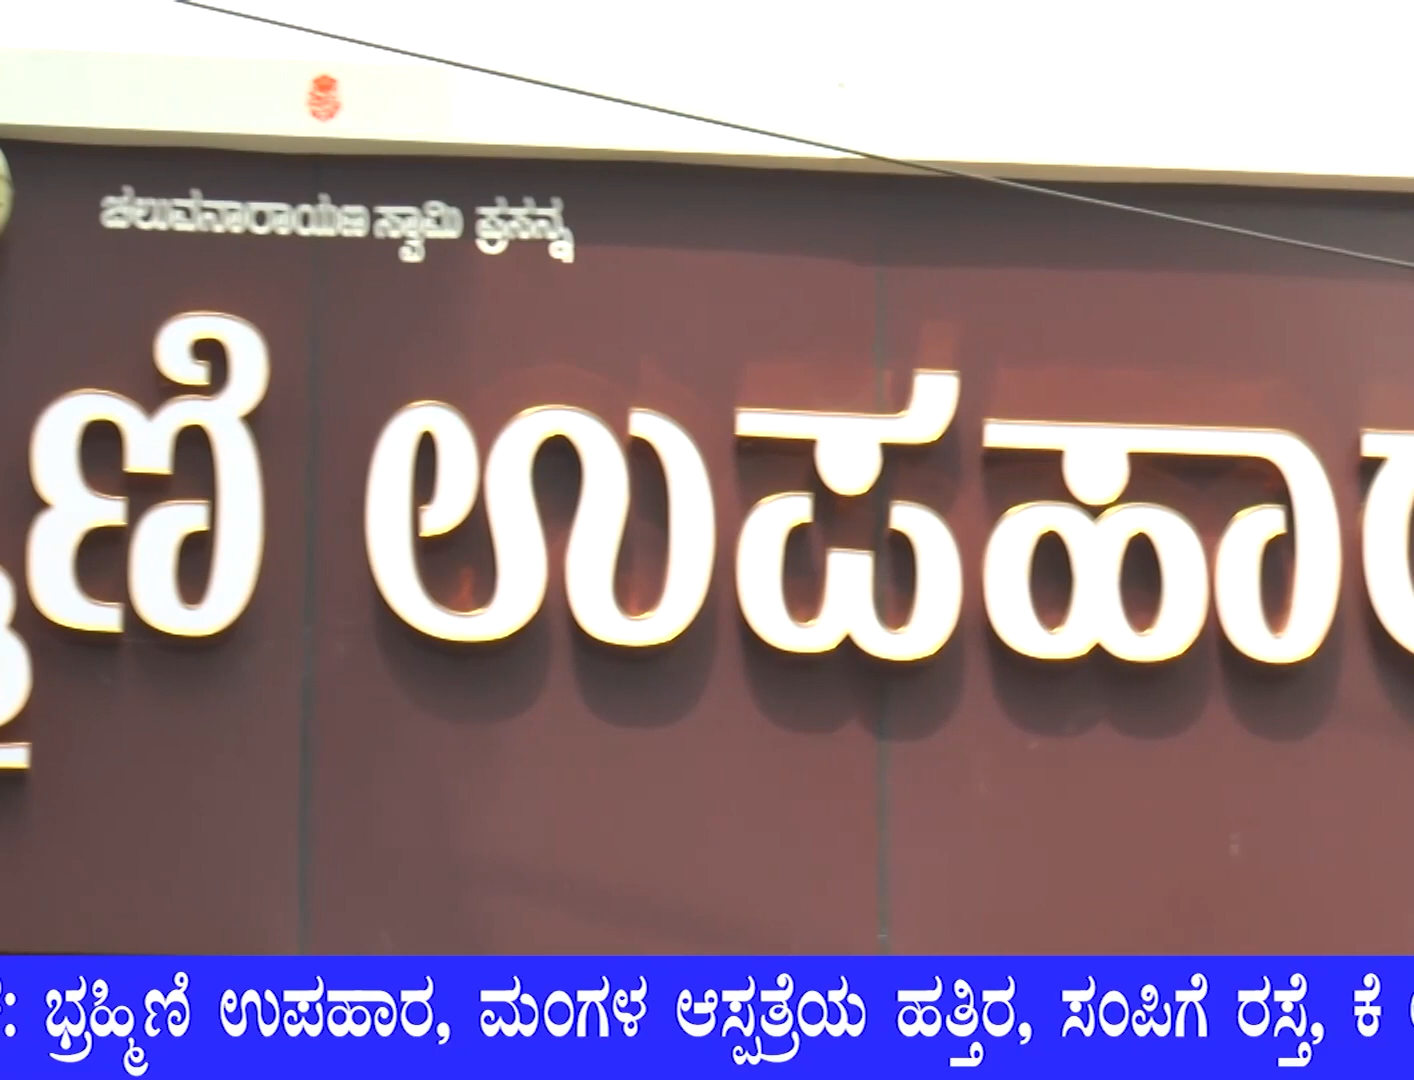 ಚಲುವನಾರಾಯಣ ಸ್ವಾಮಿ ಪ್ರಸನ್ನ
ಉಪಹಾ
ಭ್ರಹ್ಮಿಣಿ ಉಪಹಾರ, ಮಂಗಳ ಆಸ್ಪತ್ರೆಯ ಹತ್ತಿರ, ಸಂಪಿಗೆ ರಸ್ತೆ, ಕೆ